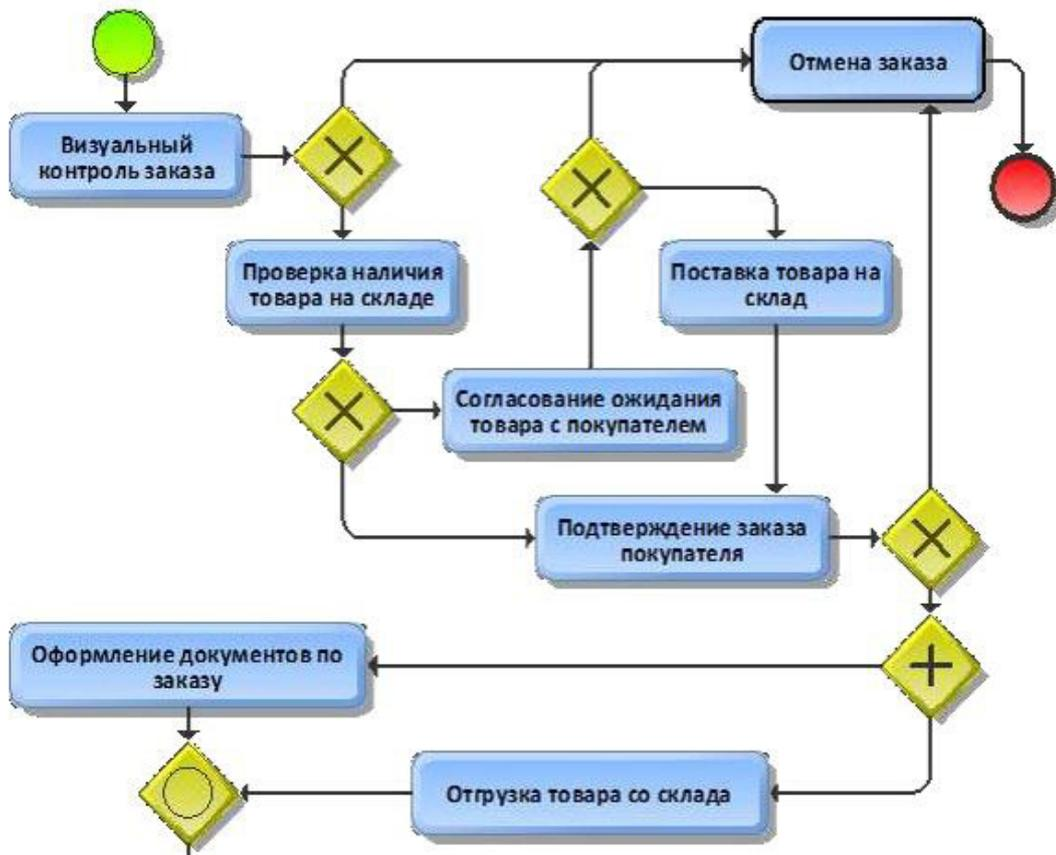 Отмена заказа
Визуальный
контроль заказа
Проверка наличия
товара на складе
Поставка товара на
склад
Согласование ожидания
товара с покупателем
Подтверждение заказа
покупателя
Оформление документов по
заказу
Отгрузка товара со склада